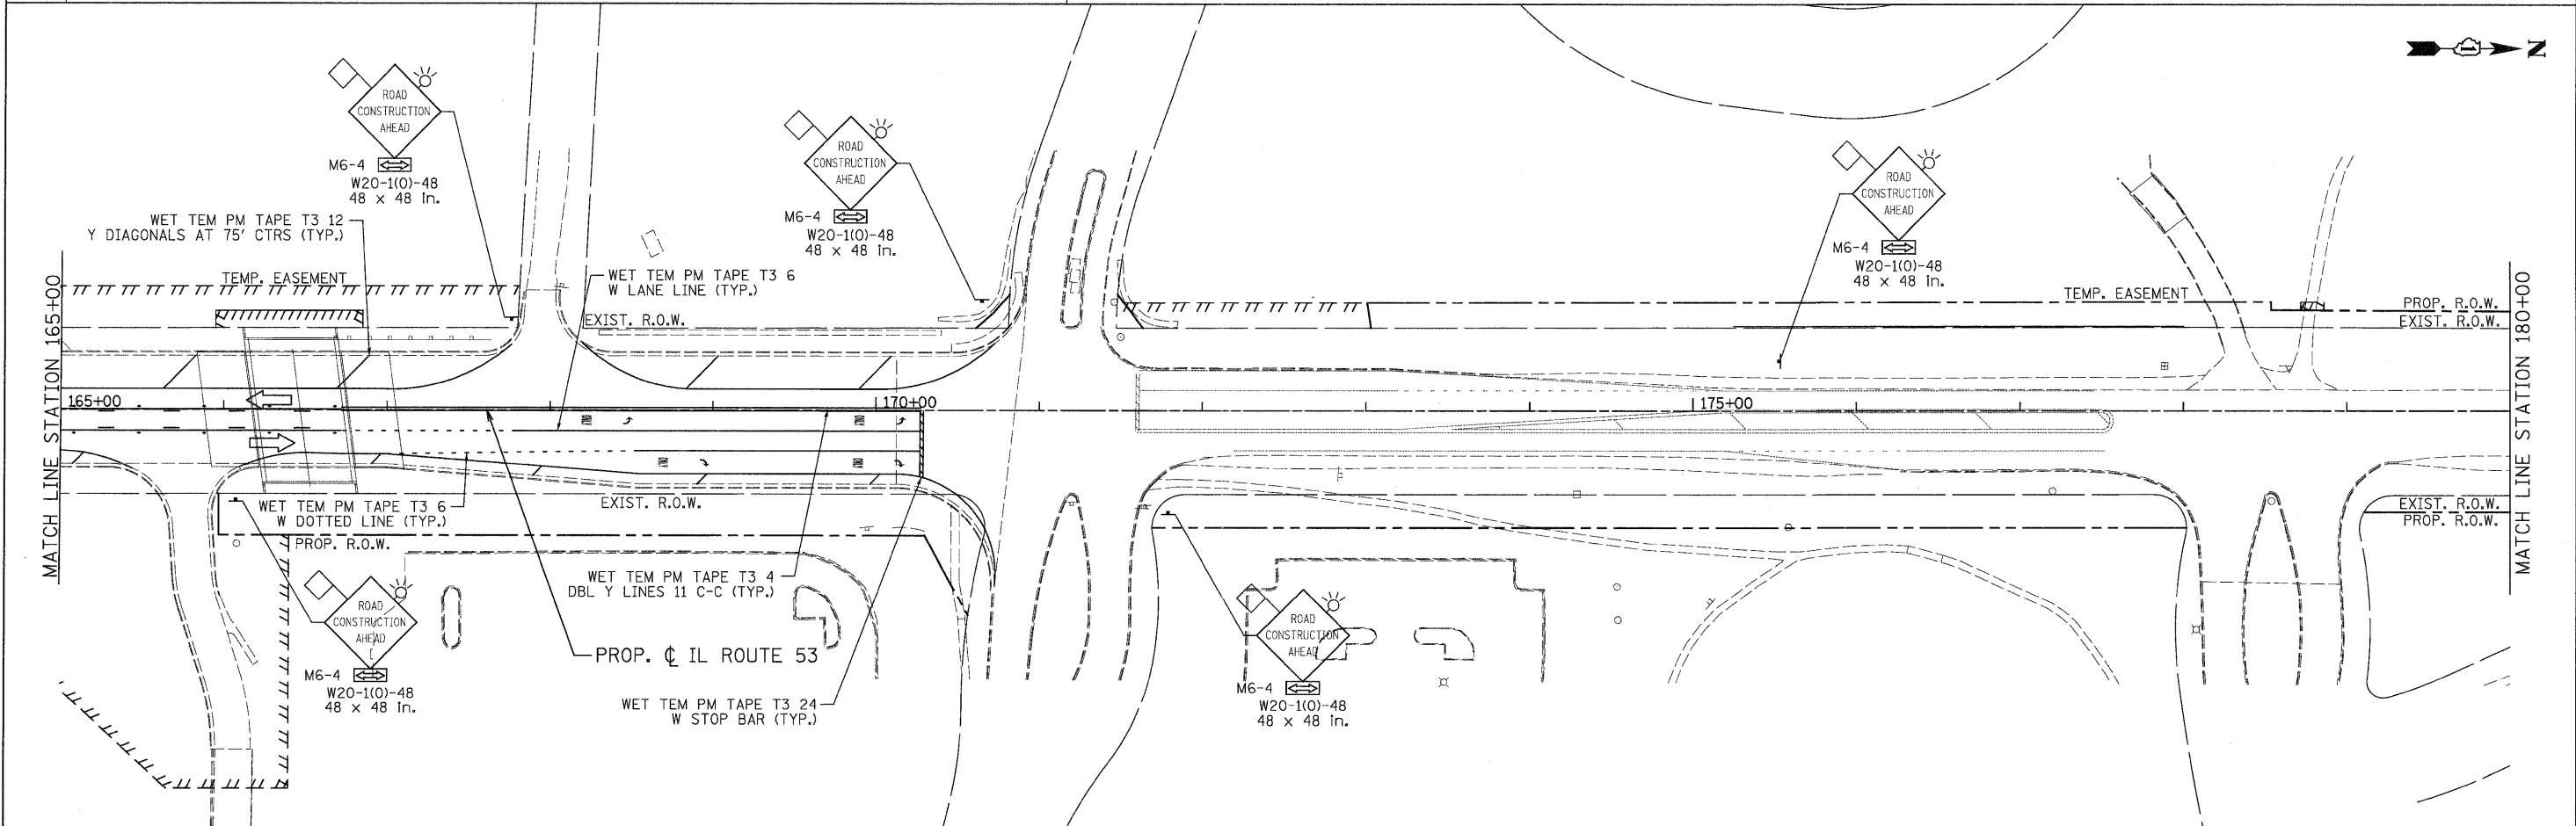 N
ROAD
CONSTRUCTION
AHEAD
M6-4
W20-1(O)-48
48 x 48 in.
ROAD
CONSTRUCTION
AHEAD
M6-4
W20-1(O)-48
48 x 48 in.
ROAD
CONSTRUCTION
AHEAD
M6-4
W20-1(O)-48
48 x 48 in.
WET TEM PM TAPE T3 12
Y DIAGONALS AT 75' CTRS (TYP.)
TEMP. EASEMENT
WET TEM PM TAPE T3 6
W LANE LINE (TYP.)
EXIST. R.O.W.
TEMP. EASEMENT
PROP. R.O.W.
EXIST. R.O.W.
MATCH LINE STATION 165+00
165+00
170+00
175+00
MATCH LINE STATION 180+00
WET TEM PM TAPE T3 6
W DOTTED LINE (TYP.)
EXIST. R.O.W.
EXIST. R.O.W.
PROP. R.O.W.
PROP. R.O.W.
WET TEM PM TAPE T3 4
DBL Y LINES 11 C-C (TYP.)
PROP. ℄ IL ROUTE 53
WET TEM PM TAPE T3 24
W STOP BAR (TYP.)
ROAD
CONSTRUCTION
AHEAD
M6-4
W20-1(O)-48
48 x 48 in.
ROAD
CONSTRUCTION
AHEAD
M6-4
W20-1(O)-48
48 x 48 in.